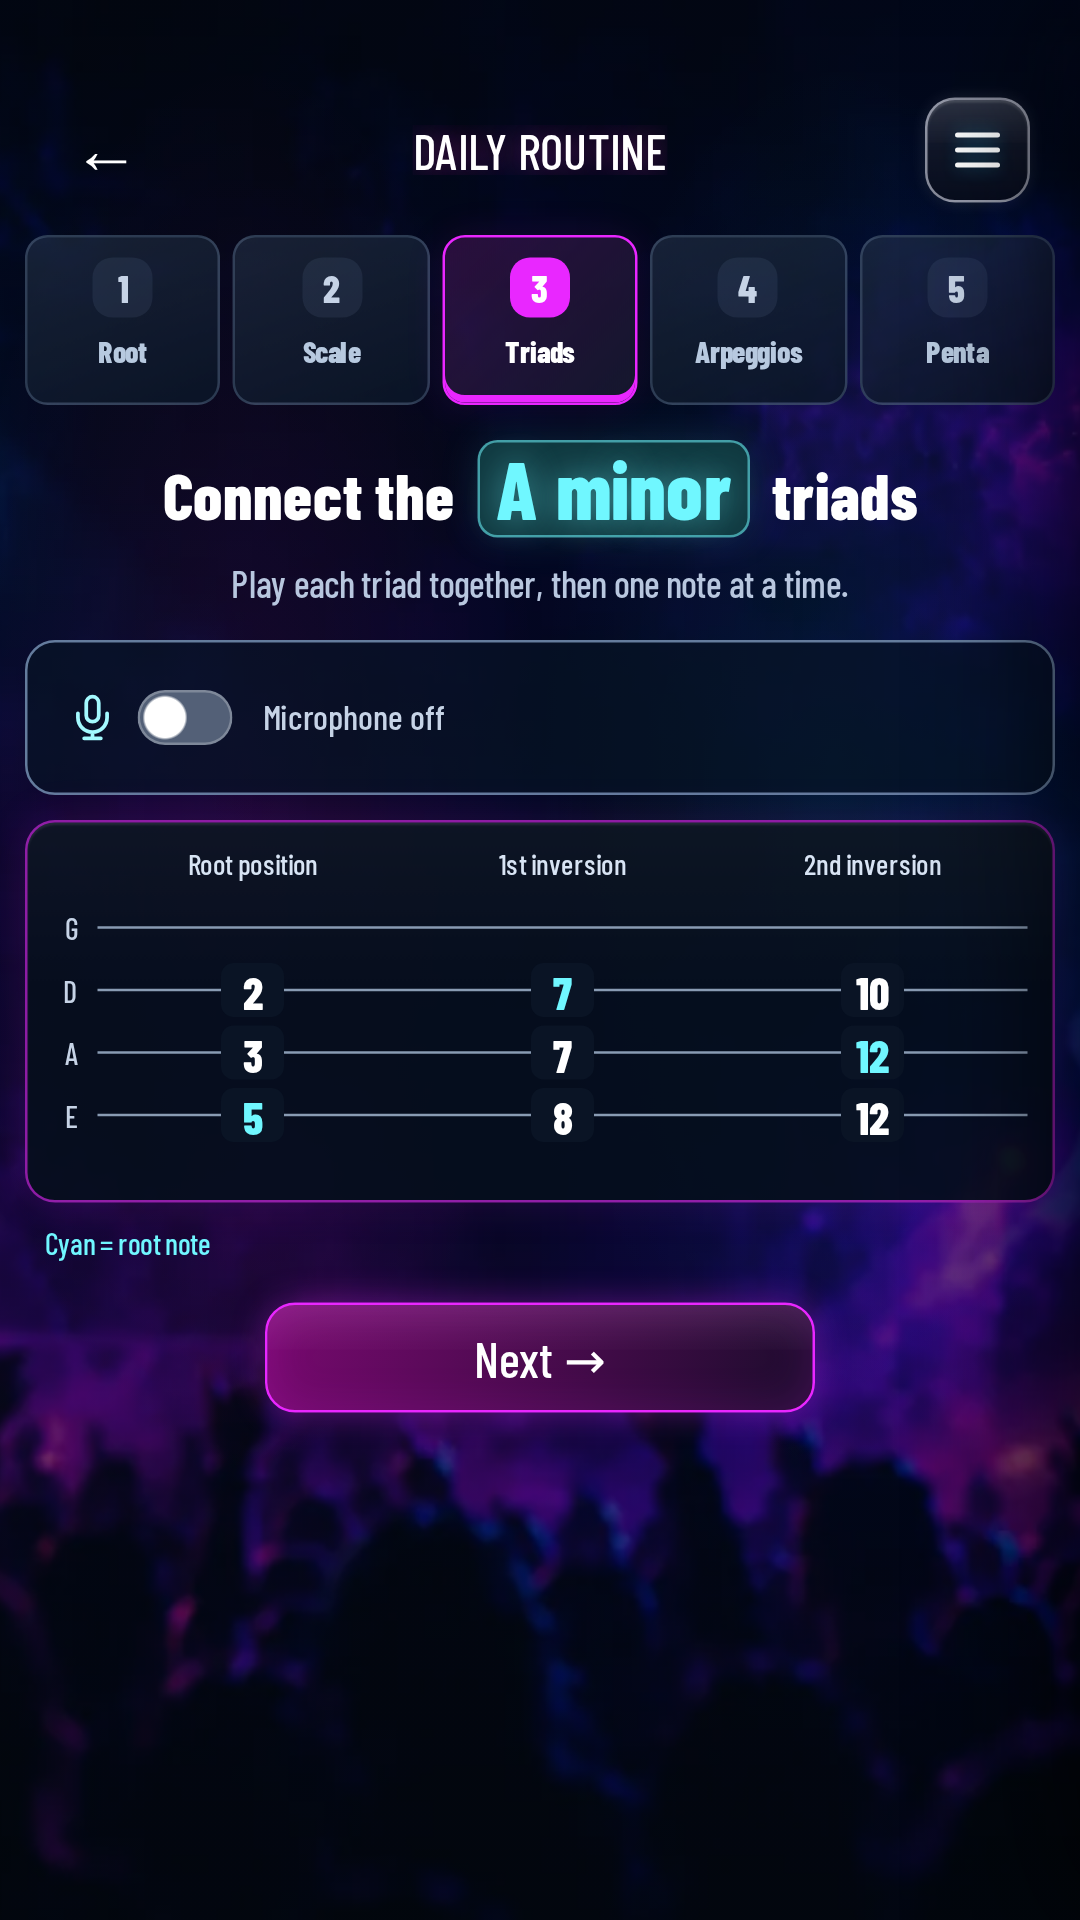 ←
DAILY ROUTINE
1
Root
2
Scale
3
Triads
4
Arpeggios
5
Penta
Connect the A minor triads
Play each triad together, then one note at a time.
Microphone off
Root position 1st inversion 2nd inversion
G
D 2 7 10
A 3 7 12
E 5 8 12
Cyan = root note
Next →